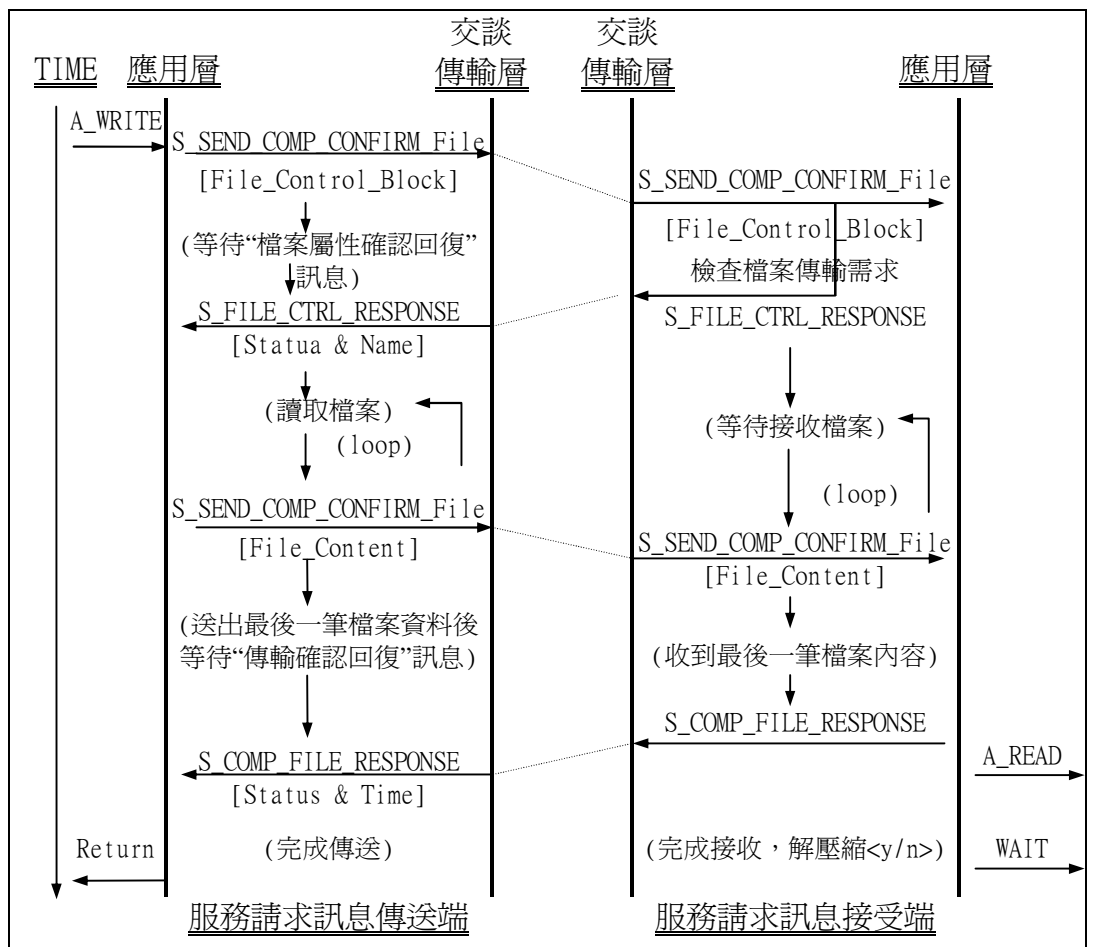 交談 交談
TIME 應用層 傳輸層 傳輸層 應用層
A_WRITE
S_SEND_COMP_CONFIRM_File
[File_Control_Block]
S_SEND_COMP_CONFIRM_File
[File_Control_Block]
(等待“檔案屬性確認回復”
訊息)
檢查檔案傳輸需求
S_FILE_CTRL_RESPONSE
[Statua & Name]
S_FILE_CTRL_RESPONSE
(讀取檔案)
(loop)
(等待接收檔案)
(loop)
S_SEND_COMP_CONFIRM_File
[File_Content]
S_SEND_COMP_CONFIRM_File
[File_Content]
(送出最後一筆檔案資料後
等待“傳輸確認回復”訊息)
(收到最後一筆檔案內容)
S_COMP_FILE_RESPONSE
S_COMP_FILE_RESPONSE
[Status & Time]
A_READ
Return (完成傳送) (完成接收，解壓縮<y/n>) WAIT
服務請求訊息傳送端 服務請求訊息接受端